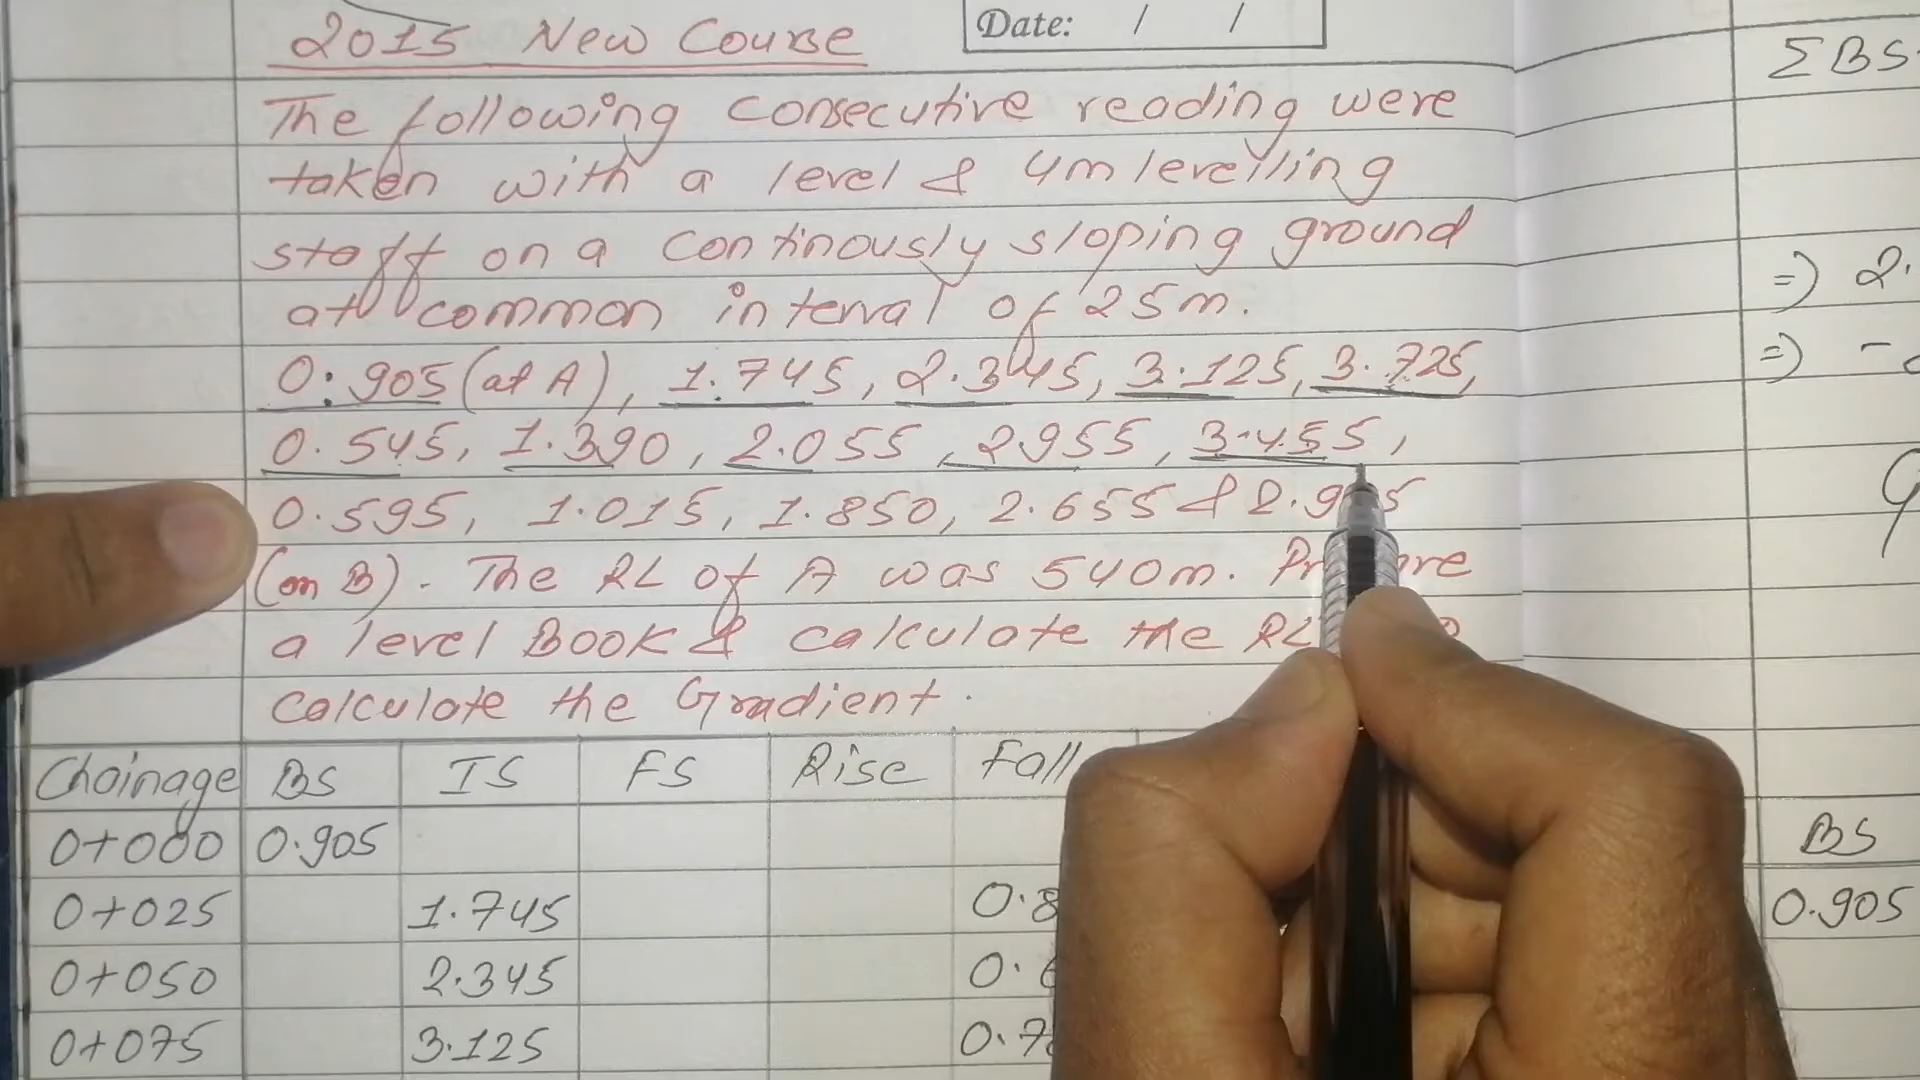 2015 New Course
Date: / /
The following consecutive reading were
taken with a level & 4m levelling
staff on a continously sloping ground
at common interval of 25m.
0.905 (at A), 1.745, 2.345, 3.125, 3.725,
0.545, 1.390, 2.055, 2.955, 3.455,
0.595, 1.015, 1.850, 2.655 &
(on B). The RL of A was 540m.
a level Book & calculate the RL
calculate the Gradient.
Chainage BS IS FS Rise Fall
0+000 0.905
0+025 1.745
0+050 2.345
0+075 3.125
ΣBS
=) 2.
=) -
BS
0.905